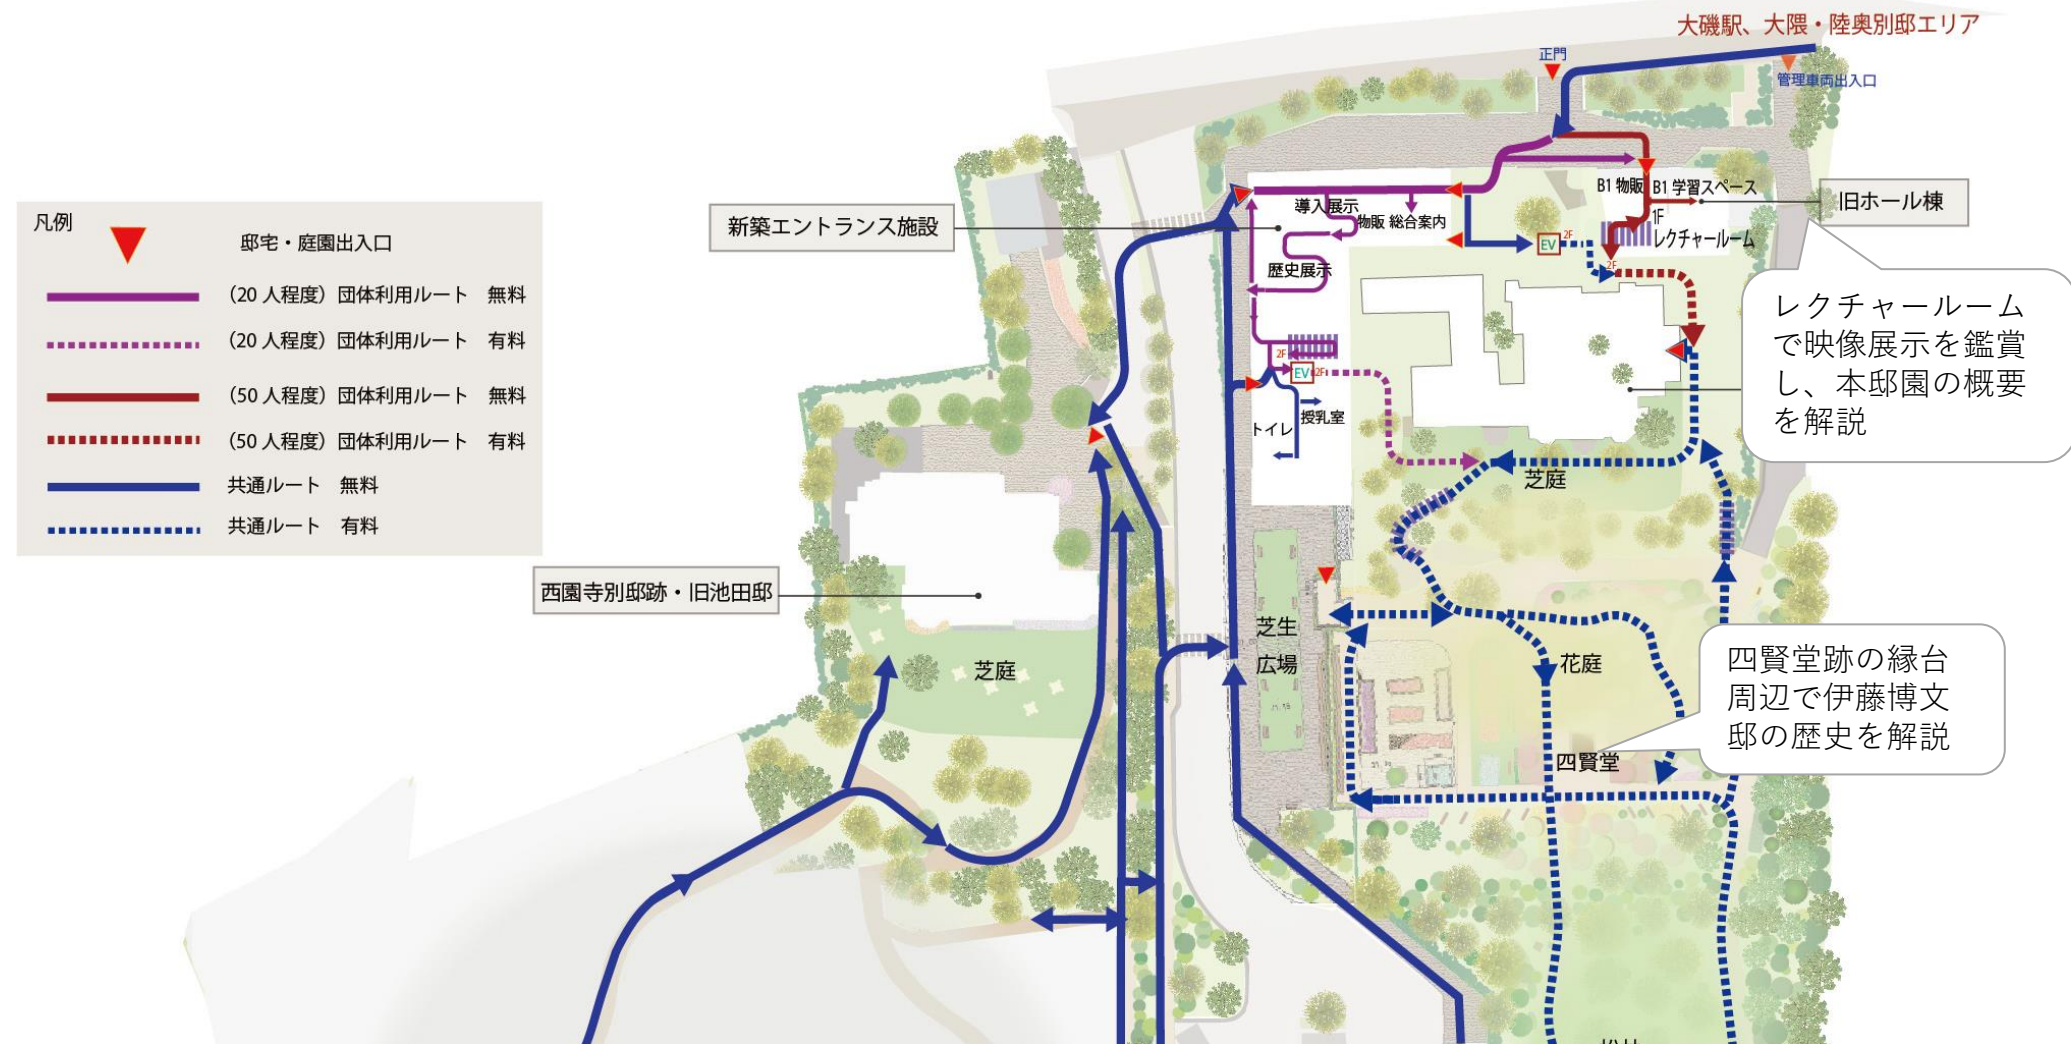 大磯駅、大隈・陸奥別邸エリア
正門
管理車両出入口
凡例
邸宅・庭園出入口
（20 人程度）団体利用ルート　無料
（20 人程度）団体利用ルート　有料
（50 人程度）団体利用ルート　無料
（50 人程度）団体利用ルート　有料
共通ルート　無料
共通ルート　有料
新築エントランス施設
導入展示
物販 総合案内
歴史展示
B1 物販
B1 学習スペース
1F
レクチャールーム
旧ホール棟
EV
2F
2F
2F
EV
2F
トイレ
授乳室
レクチャールーム
で映像展示を鑑賞
し、本邸園の概要
を解説
芝庭
西園寺別邸跡・旧池田邸
芝庭
芝生
広場
花庭
四賢堂
四賢堂跡の縁台
周辺で伊藤博文
邸の歴史を解説